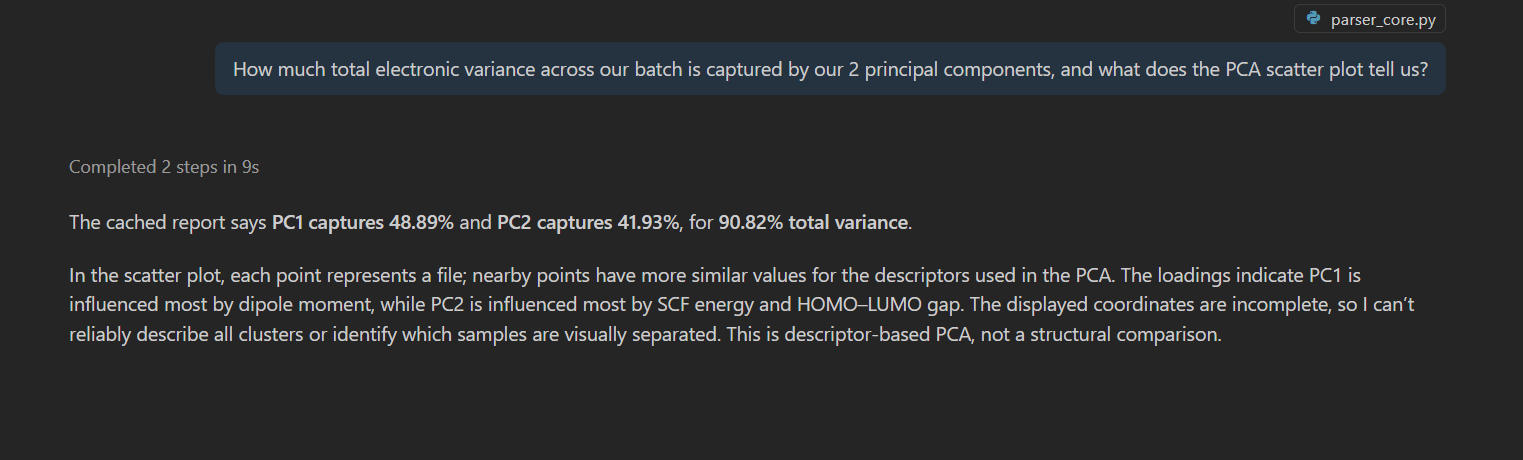 parser_core.py
How much total electronic variance across our batch is captured by our 2 principal components, and what does the PCA scatter plot tell us?
Completed 2 steps in 9s
The cached report says PC1 captures 48.89% and PC2 captures 41.93%, for 90.82% total variance.
In the scatter plot, each point represents a file; nearby points have more similar values for the descriptors used in the PCA. The loadings indicate PC1 is
influenced most by dipole moment, while PC2 is influenced most by SCF energy and HOMO–LUMO gap. The displayed coordinates are incomplete, so I can’t
reliably describe all clusters or identify which samples are visually separated. This is descriptor-based PCA, not a structural comparison.